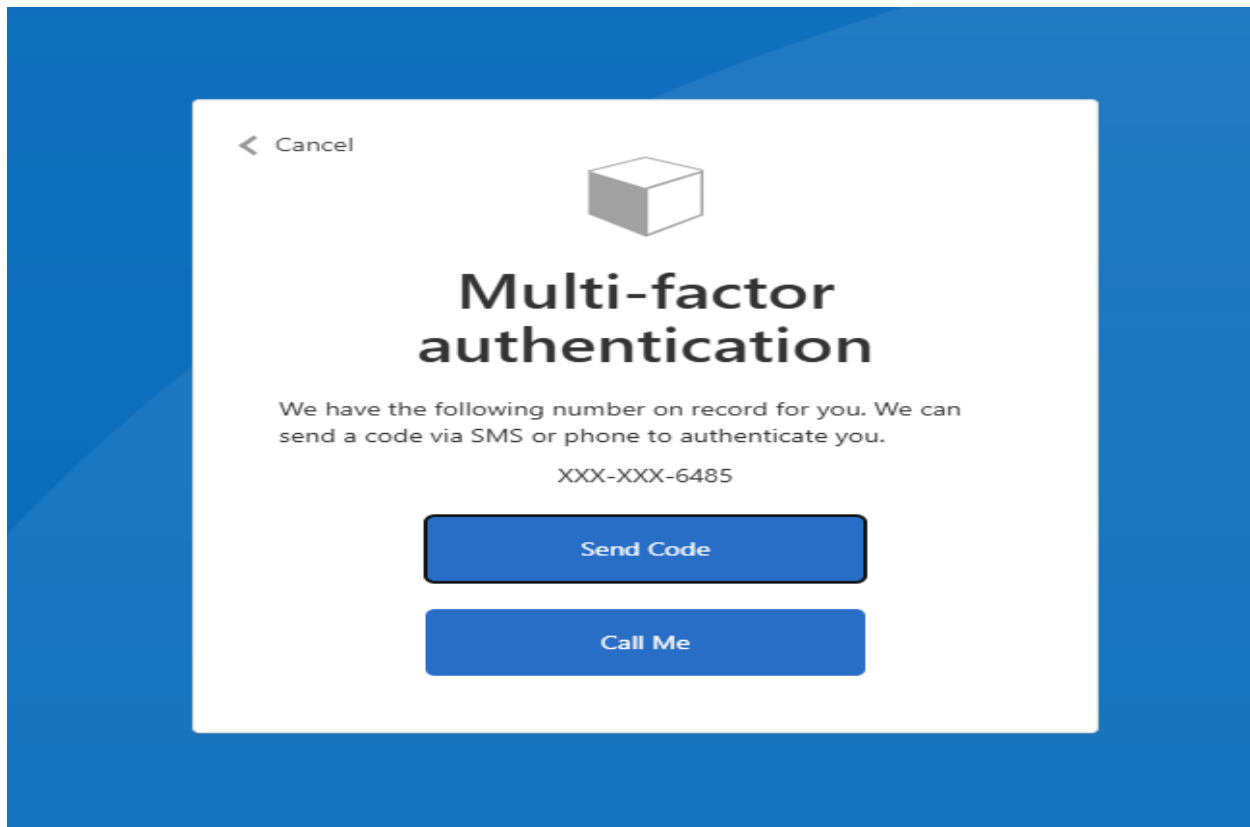 Cancel
Multi-factor
authentication
We have the following number on record for you. We can
send a code via SMS or phone to authenticate you.
XXX-XXX-6485
Send Code
Call Me